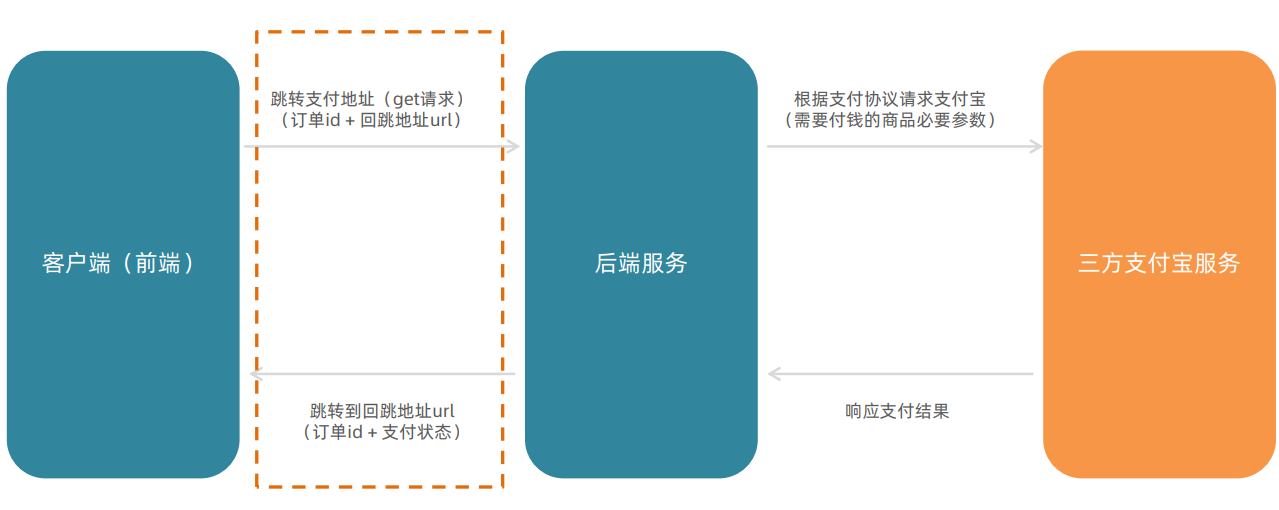 跳转支付地址（get请求）
（订单id + 回跳地址url）
根据支付协议请求支付宝
（需要付钱的商品必要参数）
客户端（前端）
后端服务
三方支付宝服务
跳转到回跳地址url
（订单id + 支付状态）
响应支付结果